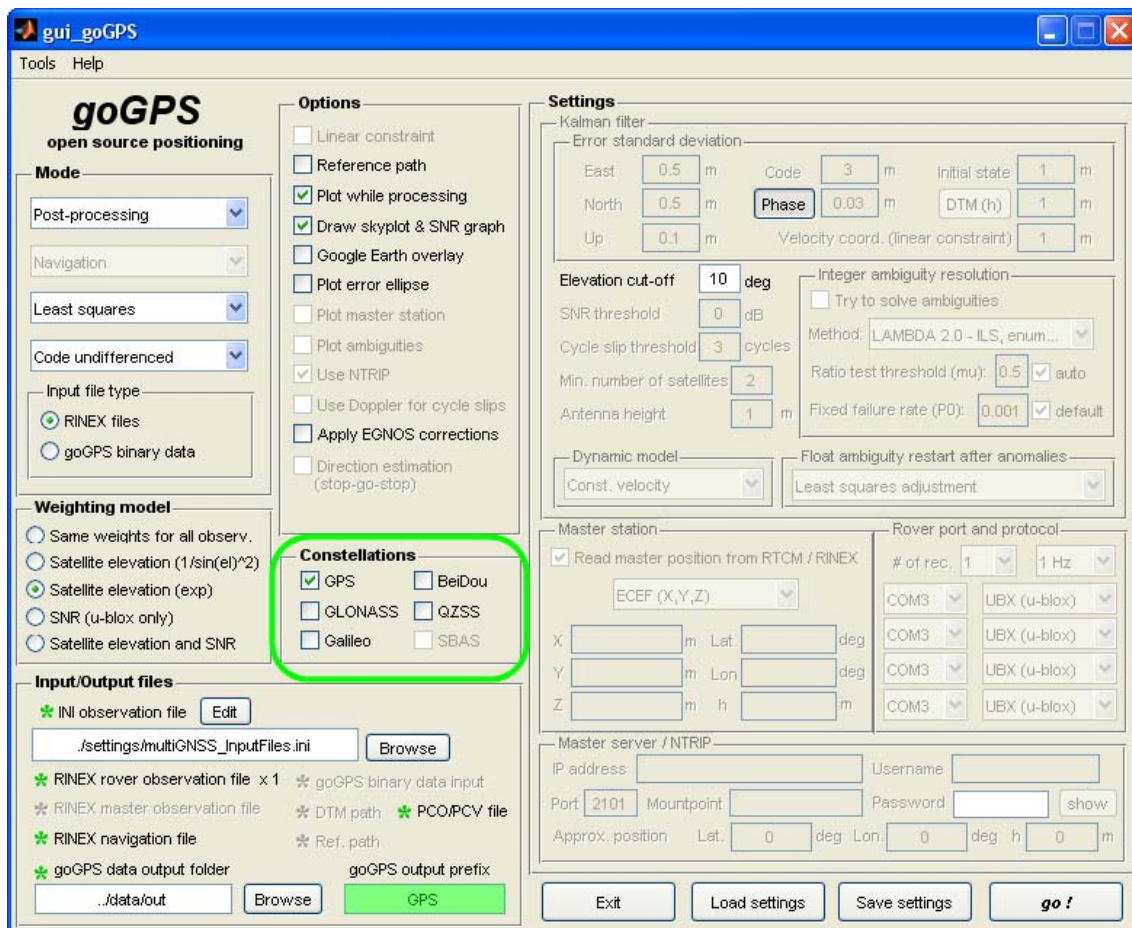 gui_goGPS
Tools Help
goGPS
open source positioning
Mode
Post-processing
Navigation
Least squares
Code undifferenced
Input file type
RINEX files
goGPS binary data
Weighting model
Same weights for all observ.
Satellite elevation (1/sin(el)^2)
Satellite elevation (exp)
SNR (u-blox only)
Satellite elevation and SNR
Options
Linear constraint
Reference path
Plot while processing
Draw skyplot & SNR graph
Google Earth overlay
Plot error ellipse
Plot master station
Plot ambiguities
Use NTRIP
Use Doppler for cycle slips
Apply EGNOS corrections
Direction estimation
(stop-go-stop)
Constellations
GPS BeiDou
GLONASS QZSS
Galileo SBAS
Input/Output files
INI observation file Edit
./settings/multiGNSS_InputFiles.ini Browse
RINEX rover observation file x 1 goGPS binary data input
RINEX master observation file DTM path PCO/PCV file
RINEX navigation file Ref. path
goGPS data output folder goGPS output prefix
../data/out Browse GPS
Settings
Kalman filter
Error standard deviation
East 0.5 m Code 3 m Initial state 1 m
North 0.5 m Phase 0.03 m DTM (h) 1 m
Up 0.1 m Velocity coord. (linear constraint) 1 m
Elevation cut-off 10 deg
SNR threshold 0 dB
Cycle slip threshold 3 cycles
Min. number of satellites 2
Antenna height 1 m
Integer ambiguity resolution
Try to solve ambiguities
Method: LAMBDA 2.0 - ILS, enum...
Ratio test threshold (mu): 0.5 auto
Fixed failure rate (P0): 0.001 default
Dynamic model
Const. velocity
Float ambiguity restart after anomalies
Least squares adjustment
Master station
Read master position from RTCM / RINEX
ECEF (X,Y,Z)
X m Lat deg
Y m Lon deg
Z m h m
Rover port and protocol
# of rec. 1 1 Hz
COM3 UBX (u-blox)
COM3 UBX (u-blox)
COM3 UBX (u-blox)
COM3 UBX (u-blox)
Master server / NTRIP
IP address Username
Port 2101 Mountpoint Password show
Approx. position Lat. 0 deg Lon. 0 deg h 0 m
Exit Load settings Save settings go !